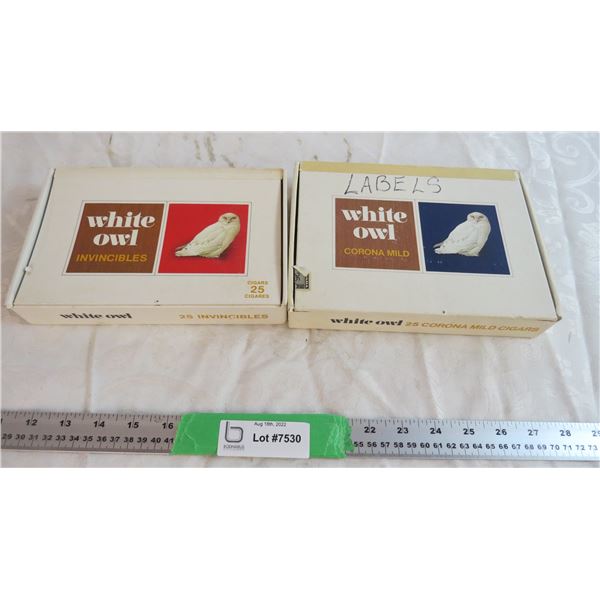 white
owl
INVINCIBLES
CIGARS
25
CIGARES
white owl 25 INVINCIBLES
LABELS
white
owl
CORONA MILD
white owl 25 CORONA MILD CIGARS
12 13 14 15 16
29 30 31 32 33 34 35 36 37 38 39 40 41
Aug 18th, 2022
b Lot #7530
22 23 24 25 26 27 28 29
55 56 57 58 59 60 61 62 63 64 65 66 67 68 69 70 71 72 73